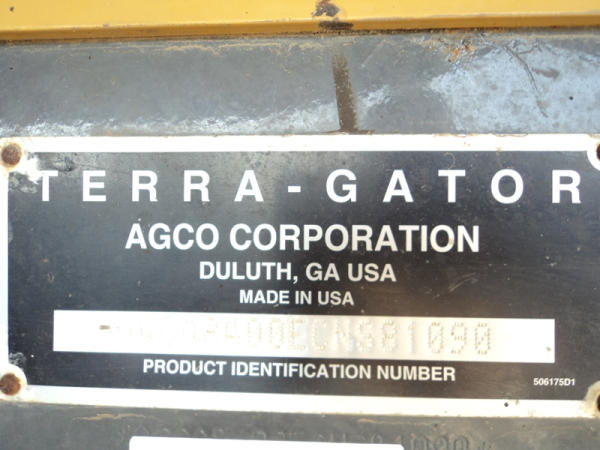 TERRA-GATOR
AGCO CORPORATION
DULUTH, GA USA
MADE IN USA
PRODUCT IDENTIFICATION NUMBER
506175D1